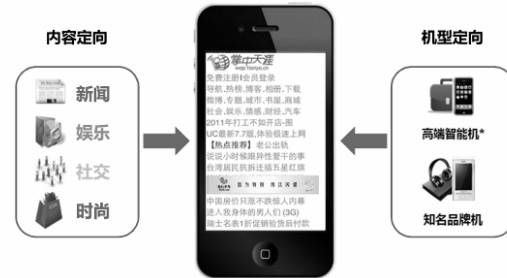 内容定向
新闻
娱乐
社交
时尚
掌中天涯
wap.tianya.cn
免费注册|会员登录
导航.热榜.博客.相册.下载
微博.专题.城市.书屋.商城
社会.娱乐.情感.财经.汽车
2011年打工不如开店-图
UC最新7.7版,体验极速上网
【热点推荐】老公出轨
说说小时候跟异性爱干的事
台湾居民抗拆迁插五星红旗
中国房价只涨不跌惊人内幕
进入我身体的男人们 (3G)
瑞士名表1折促销验货后付款
机型定向
高端智能机*
知名品牌机